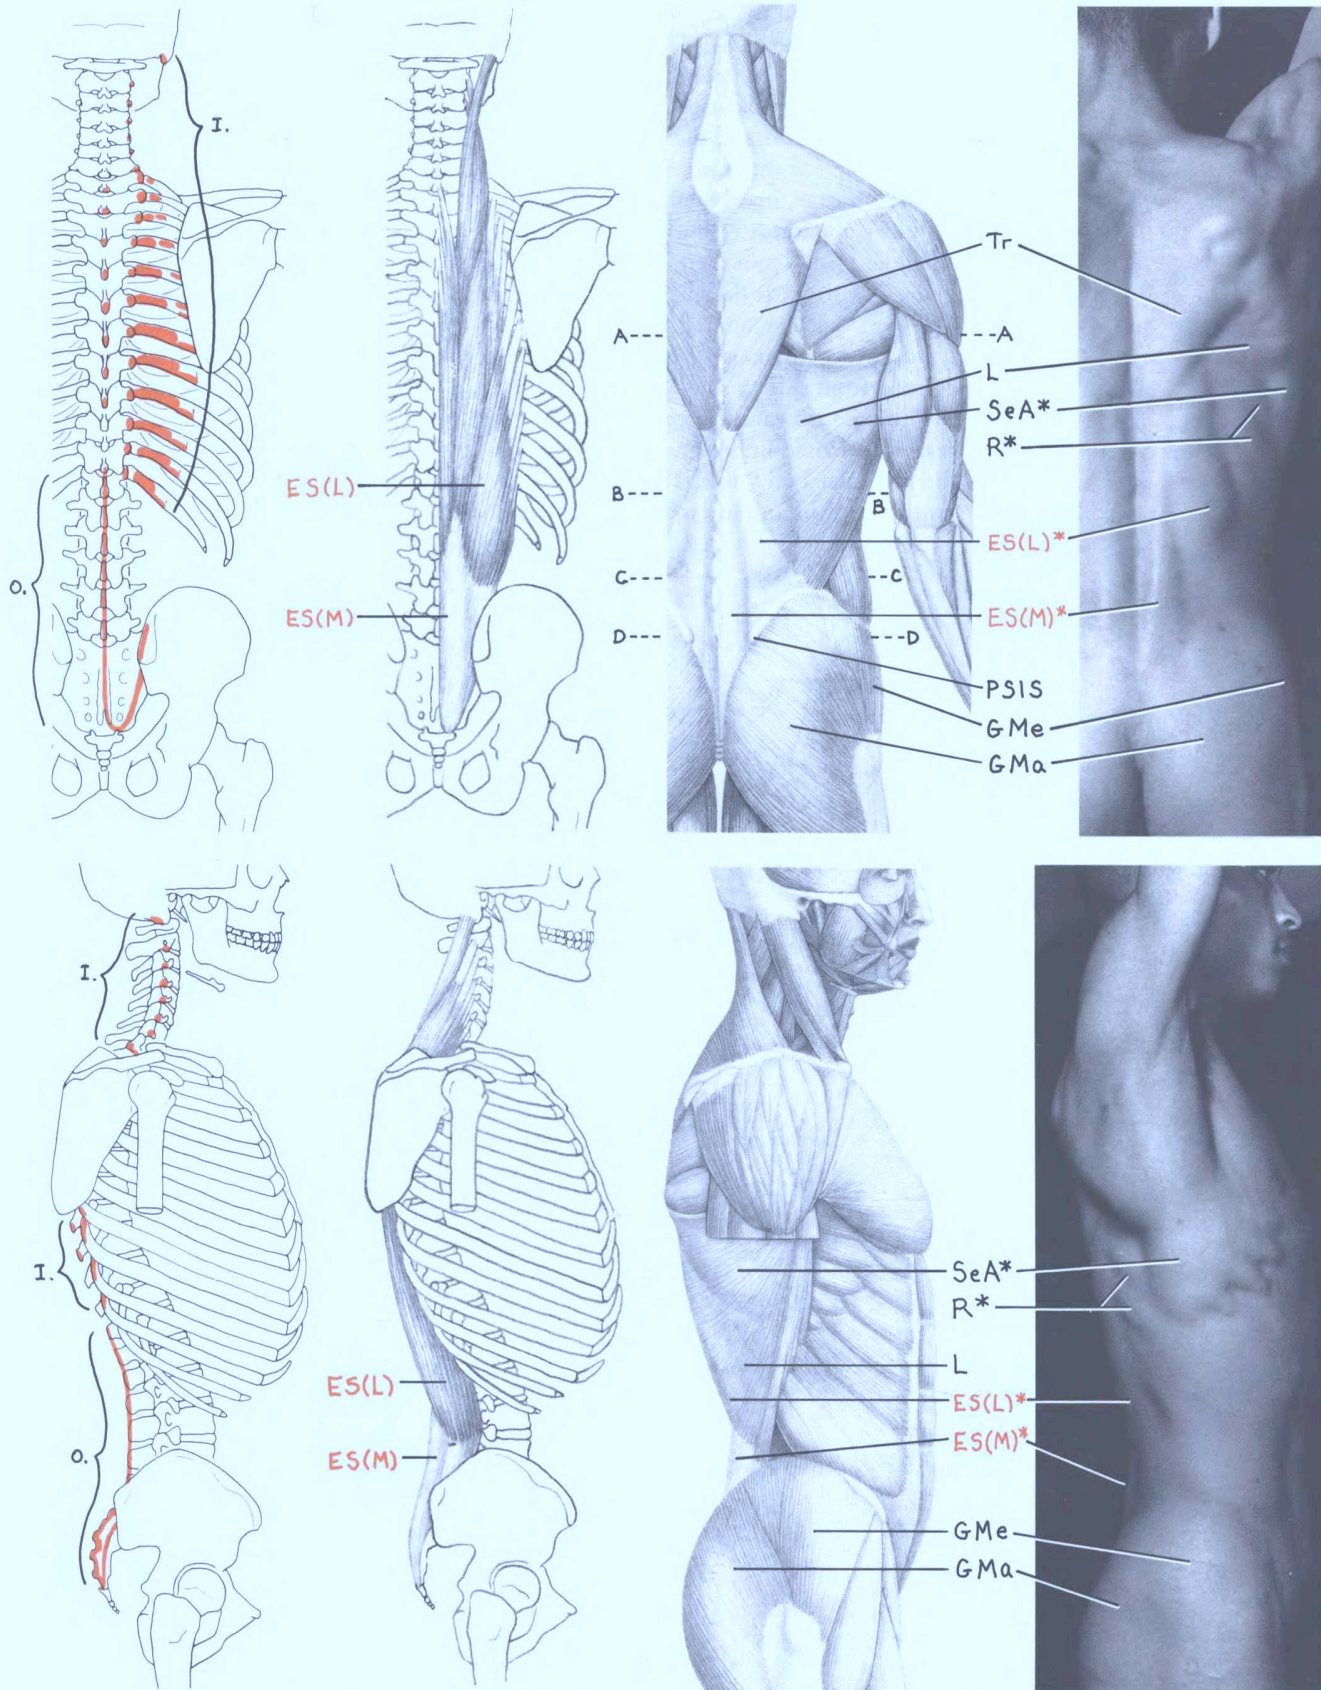 I.
O.
ES(L)
ES(M)
A---
---A
B---
B
C---
--C
D---
---D
Tr
L
SeA*
R*
ES(L)*
ES(M)*
PSIS
GMe
GMa
I.
I.
O.
ES(L)
ES(M)
SeA*
R*
L
ES(L)*
ES(M)*
GMe
GMa